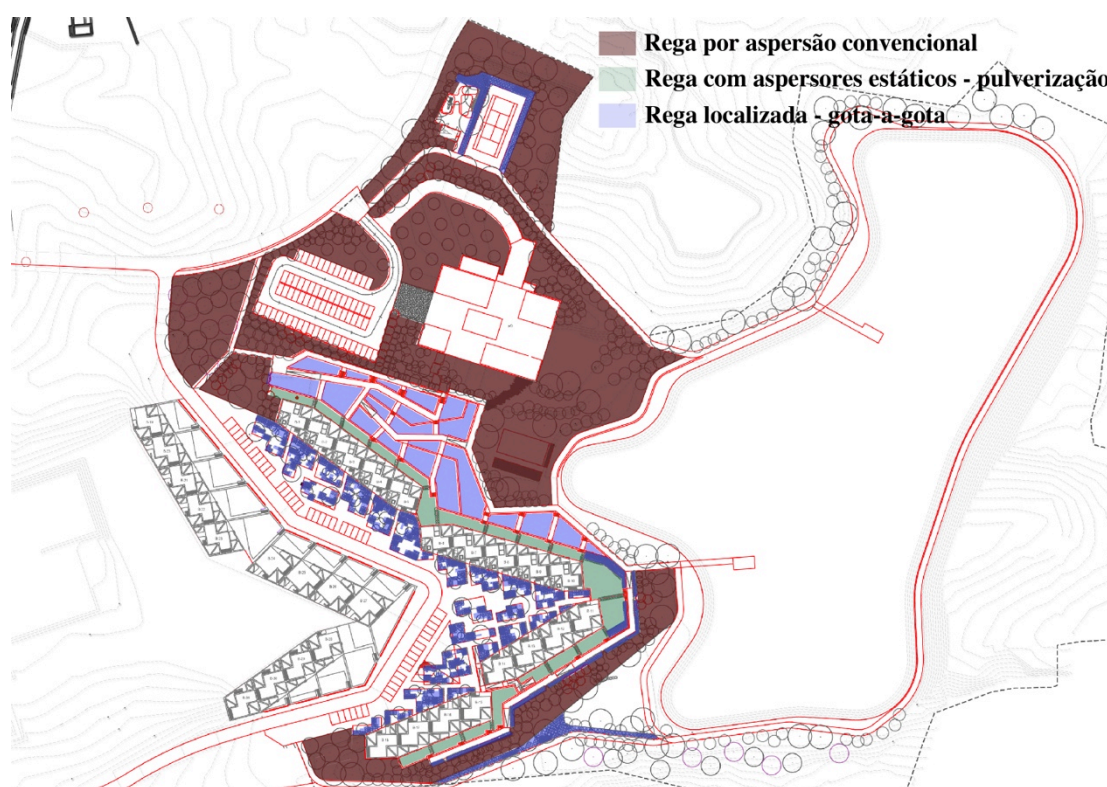 Rega por aspersão convencional
Rega com aspersores estáticos - pulverização
Rega localizada - gota-a-gota